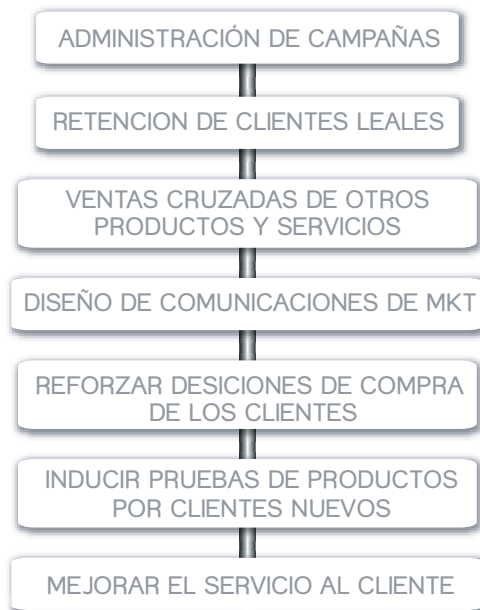 ADMINISTRACIÓN DE CAMPAÑAS
RETENCION DE CLIENTES LEALES
VENTAS CRUZADAS DE OTROS
PRODUCTOS Y SERVICIOS
DISEÑO DE COMUNICACIONES DE MKT
REFORZAR DESICIONES DE COMPRA
DE LOS CLIENTES
INDUCIR PRUEBAS DE PRODUCTOS
POR CLIENTES NUEVOS
MEJORAR EL SERVICIO AL CLIENTE